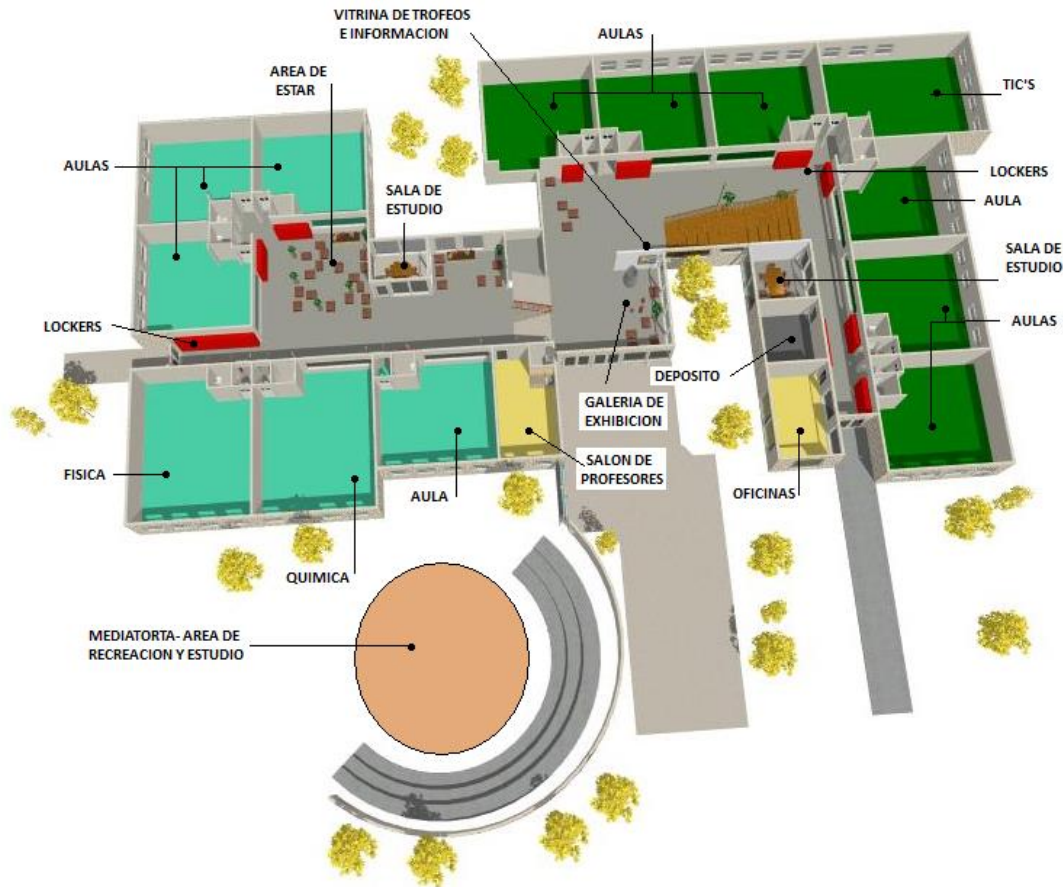 VITRINA DE TROFEOS
E INFORMACION
AULAS
AREA DE
ESTAR
TIC'S
AULAS
LOCKERS
SALA DE
ESTUDIO
AULA
SALA DE
ESTUDIO
LOCKERS
AULAS
DEPOSITO
GALERIA DE
EXHIBICION
FISICA
AULA
SALON DE
PROFESORES
OFICINAS
QUIMICA
MEDIATORTA- AREA DE
RECREACION Y ESTUDIO